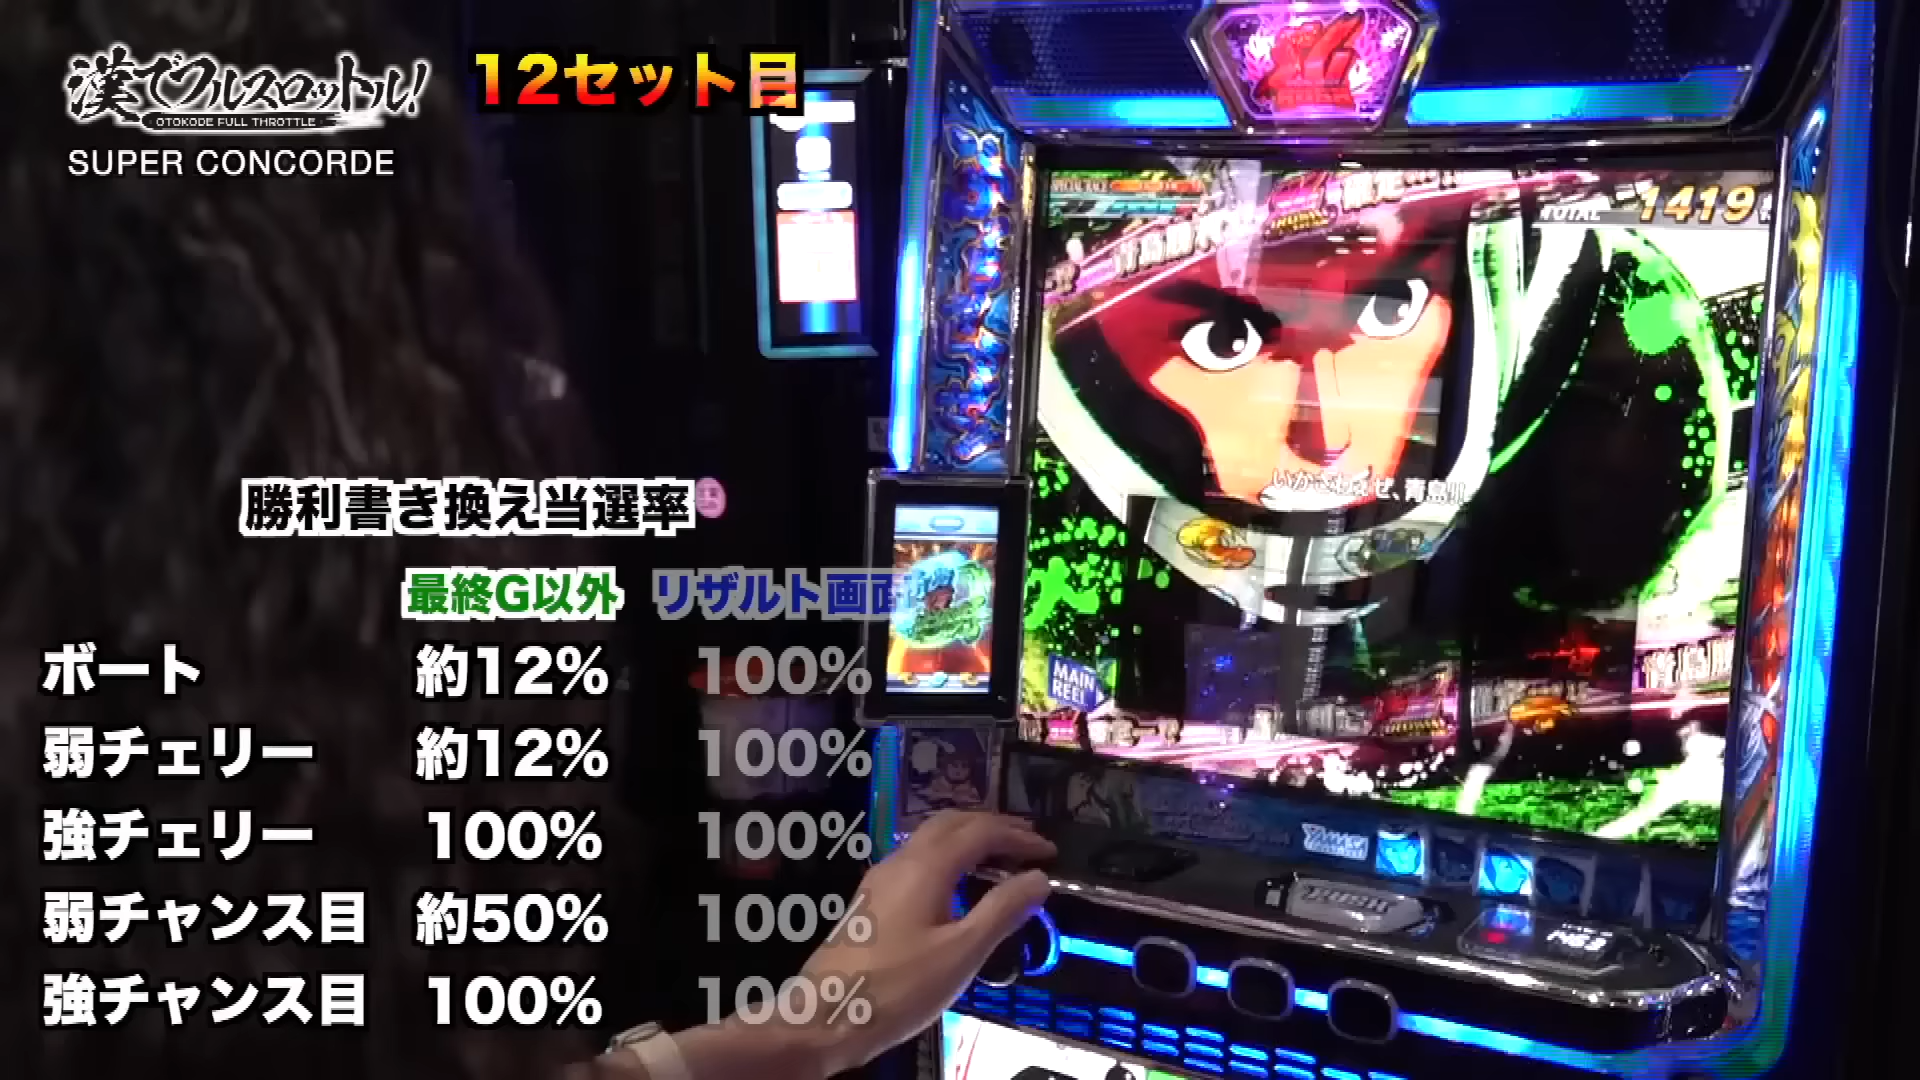 漢でフルスロットル!
OTOKODE FULL THROTTLE
SUPER CONCORDE
12セット目
TOTAL 1419
いかさねぇぜ、青島!!
MAIN
REEL
勝利書き換え当選率
最終G以外 リザルト画面
ボート 約12% 100%
弱チェリー 約12% 100%
強チェリー 100% 100%
弱チャンス目 約50% 100%
強チャンス目 100% 100%
PUSH
1463